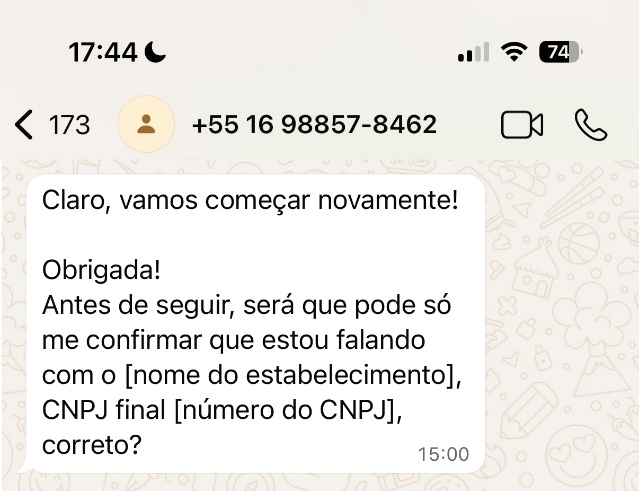 17:44
74
173
+55 16 98857-8462
Claro, vamos começar novamente!
Obrigada!
Antes de seguir, será que pode só
me confirmar que estou falando
com o [nome do estabelecimento],
CNPJ final [número do CNPJ],
correto?
15:00